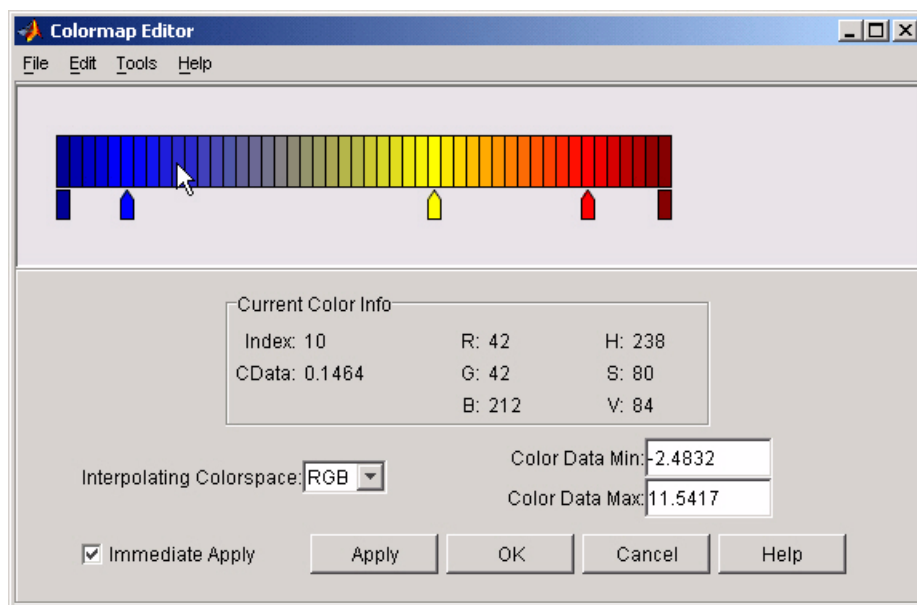 Colormap Editor
File Edit Tools Help
Current Color Info
Index: 10 R: 42 H: 238
CData: 0.1464 G: 42 S: 80
B: 212 V: 84
Interpolating Colorspace: RGB
Color Data Min: -2.4832
Color Data Max: 11.5417
Immediate Apply Apply OK Cancel Help